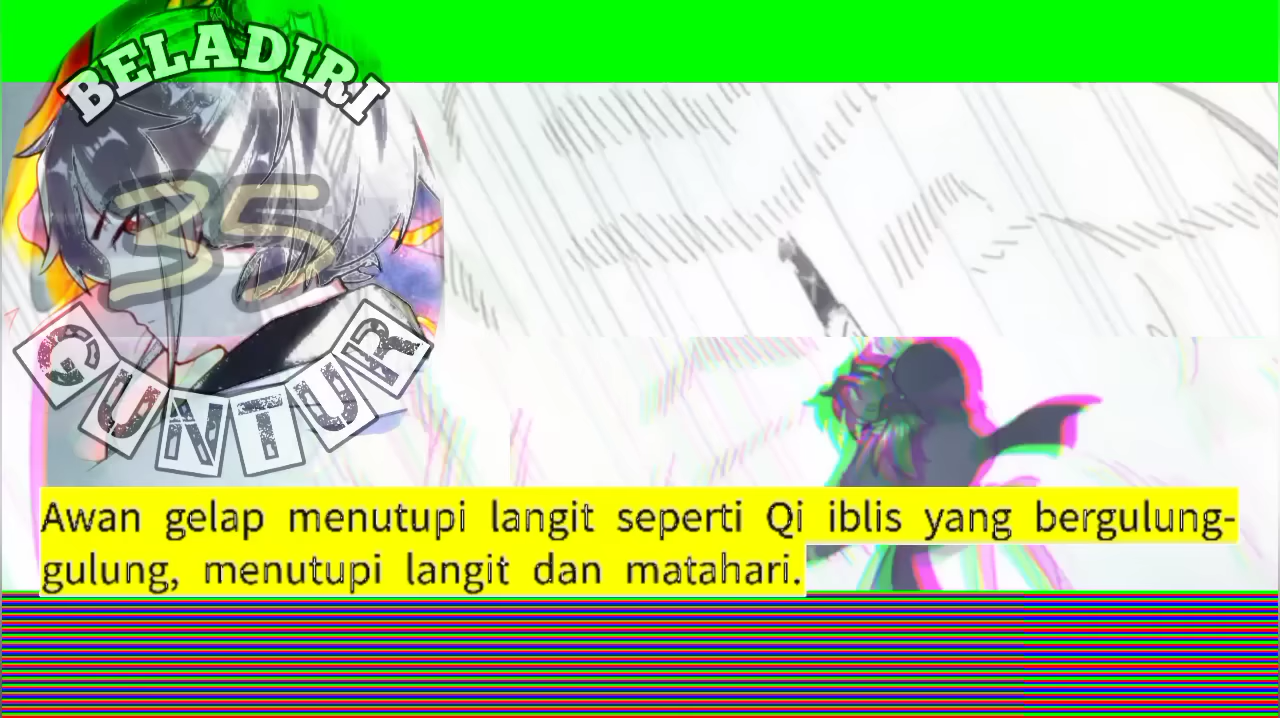 BELADIRI
35
GUNTUR
Awan gelap menutupi langit seperti Qi iblis yang bergulung-
gulung, menutupi langit dan matahari.